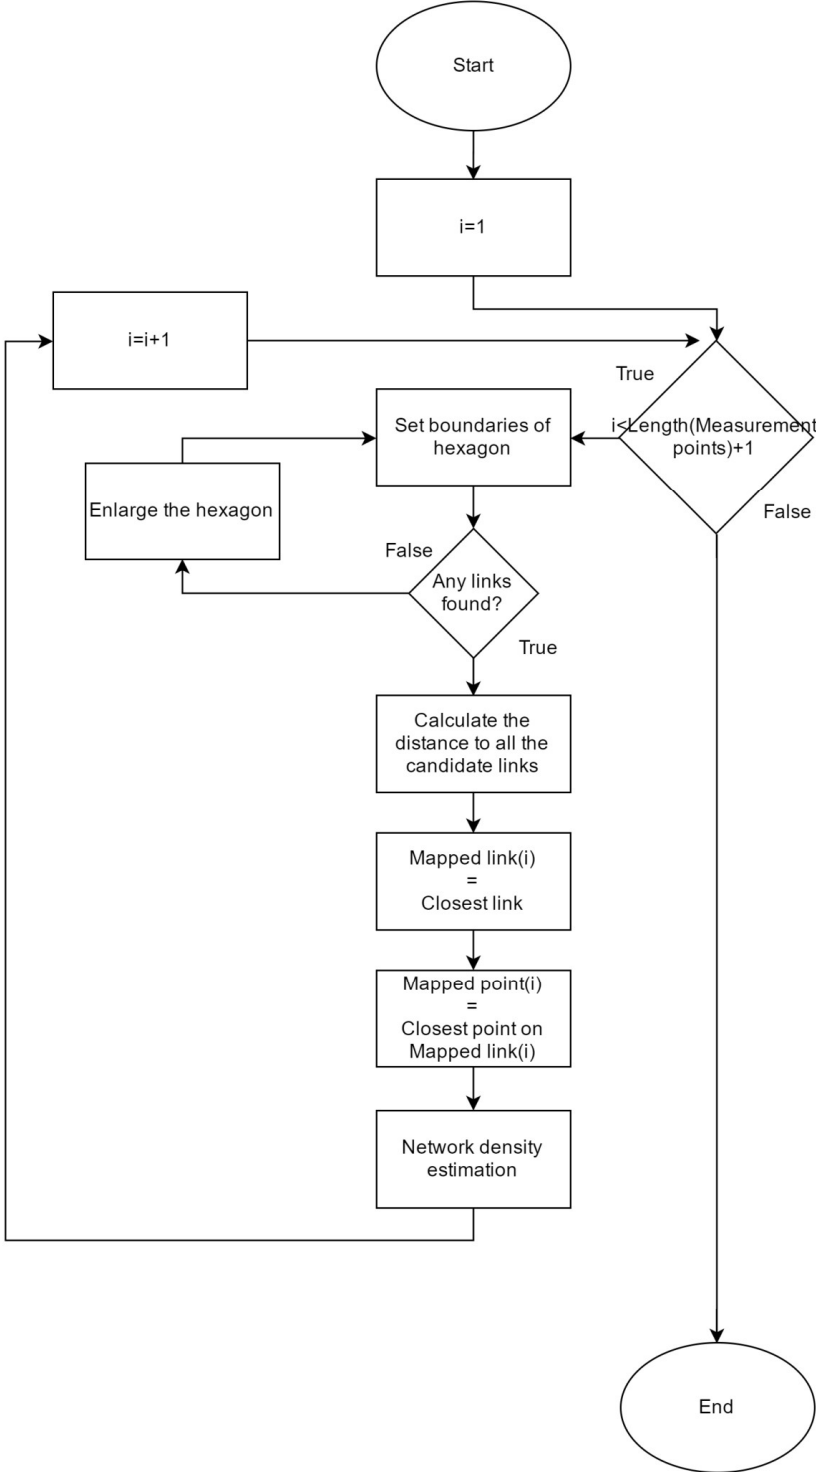 Start
i=1
i=i+1
True
i<Length(Measurement
points)+1
False
Set boundaries of
hexagon
Enlarge the hexagon
False
Any links
found?
True
Calculate the
distance to all the
candidate links
Mapped link(i)
=
Closest link
Mapped point(i)
=
Closest point on
Mapped link(i)
Network density
estimation
End